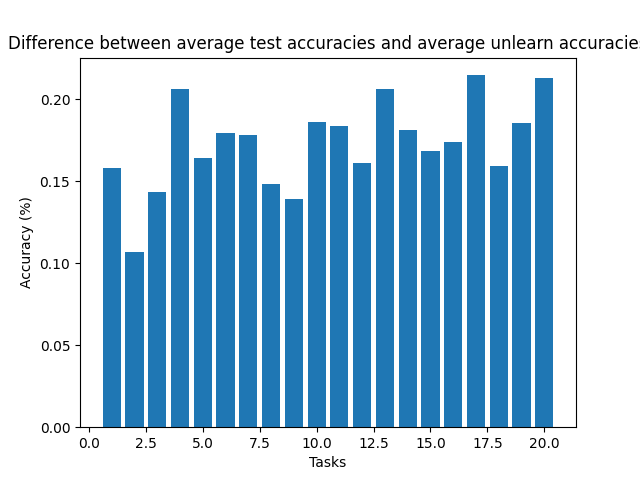 Difference between average test accuracies and average unlearn accuracies
Accuracy (%)
0.20
0.15
0.10
0.05
0.00
0.0 2.5 5.0 7.5 10.0 12.5 15.0 17.5 20.0
Tasks